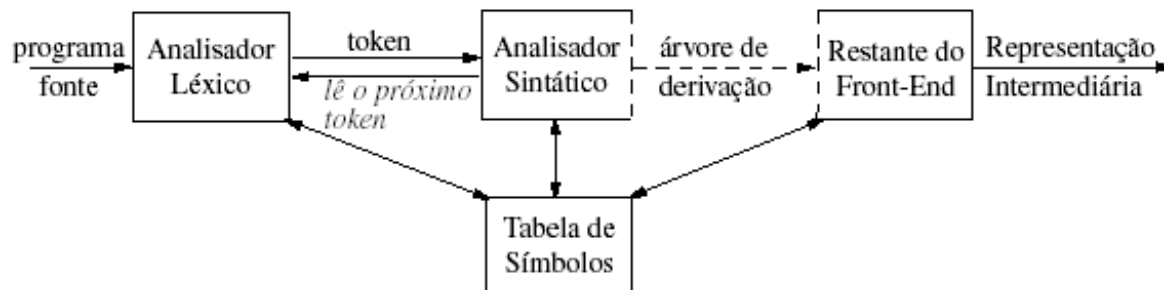 programa
fonte
Analisador
Léxico
token
lê o próximo
token
Analisador
Sintático
árvore de
derivação
Restante do
Front-End
Representação
Intermediária
Tabela de
Símbolos